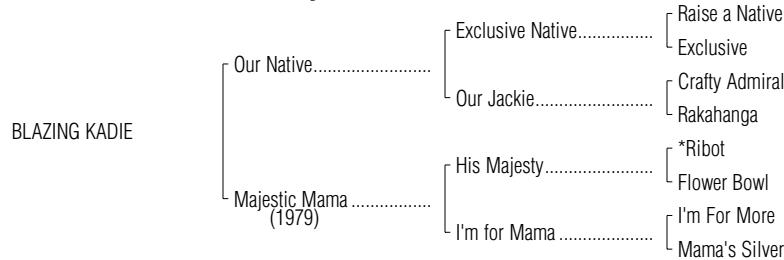 Raise a Native
Exclusive Native................
Exclusive
Our Native.........................
Crafty Admiral
Our Jackie.........................
Rakahanga
BLAZING KADIE
*Ribot
His Majesty.......................
Flower Bowl
Majestic Mama .................
(1979)
I'm For More
I'm for Mama ....................
Mama's Silver